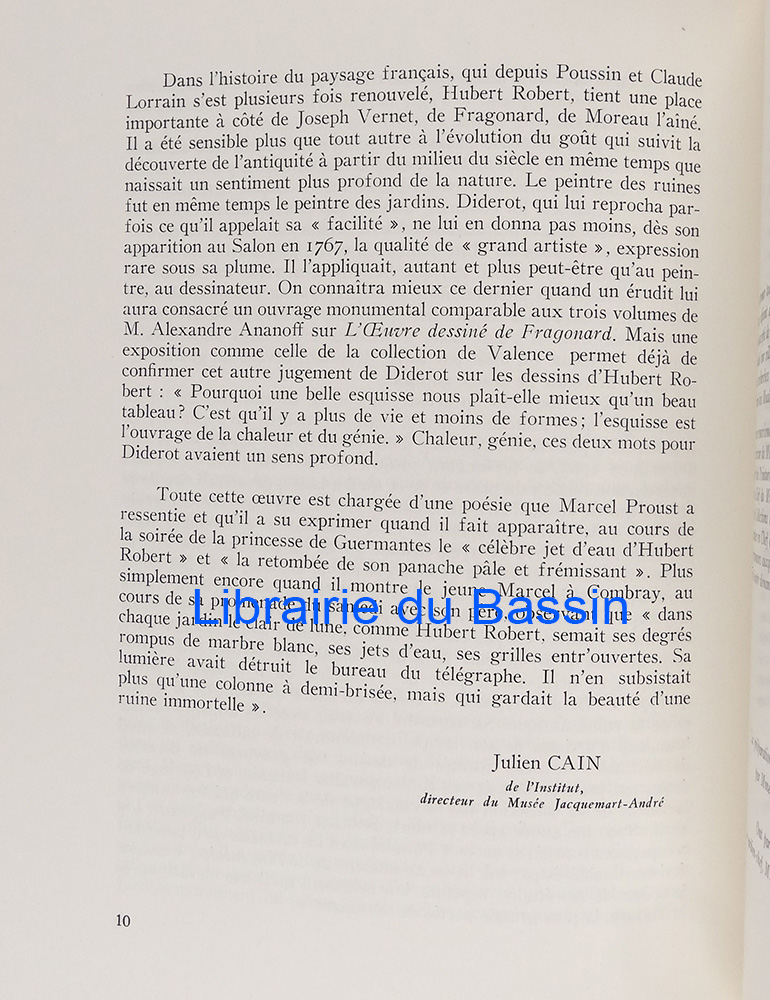 Dans l'histoire du paysage français, qui depuis Poussin et Claude
Lorrain s'est plusieurs fois renouvelé, Hubert Robert, tient une place
importante à côté de Joseph Vernet, de Fragonard, de Moreau l'aîné.
Il a été sensible plus que tout autre à l'évolution du goût qui suivit la
découverte de l'antiquité à partir du milieu du siècle en même temps que
naissait un sentiment plus profond de la nature. Le peintre des ruines
fut en même temps le peintre des jardins. Diderot, qui lui reprocha par-
fois ce qu'il appelait sa « facilité », ne lui en donna pas moins, dès son
apparition au Salon en 1767, la qualité de « grand artiste », expression
rare sous sa plume. Il l'appliquait, autant et plus peut-être qu'au pein-
tre, au dessinateur. On connaîtra mieux ce dernier quand un érudit lui
aura consacré un ouvrage monumental comparable aux trois volumes de
M. Alexandre Ananoff sur L'Œuvre dessiné de Fragonard. Mais une
exposition comme celle de la collection de Valence permet déjà de
confirmer cet autre jugement de Diderot sur les dessins d'Hubert Ro-
bert : « Pourquoi une belle esquisse nous plaît-elle mieux qu'un beau
tableau? C'est qu'il y a plus de vie et moins de formes; l'esquisse est
l'ouvrage de la chaleur et du génie. » Chaleur, génie, ces deux mots pour
Diderot avaient un sens profond.
Toute cette œuvre est chargée d'une poésie que Marcel Proust a
ressentie et qu'il a su exprimer quand il fait apparaître, au cours de
la soirée de la princesse de Guermantes le « célèbre jet d'eau d'Hubert
Robert » et « la retombée de son panache pâle et frémissant ». Plus
simplement encore quand il montre le jeune Marcel à Combray, au
cours de sa promenade du samedi avec son père, observant que « dans
chaque jardin le clair de lune, comme Hubert Robert, semait ses degrés
rompus de marbre blanc, ses jets d'eau, ses grilles entr'ouvertes. Sa
lumière avait détruit le bureau du télégraphe. Il n'en subsistait
plus qu'une colonne à demi-brisée, mais qui gardait la beauté d'une
ruine immortelle ».
Librairie du Bassin
Julien CAIN
de l'Institut,
directeur du Musée Jacquemart-André
10